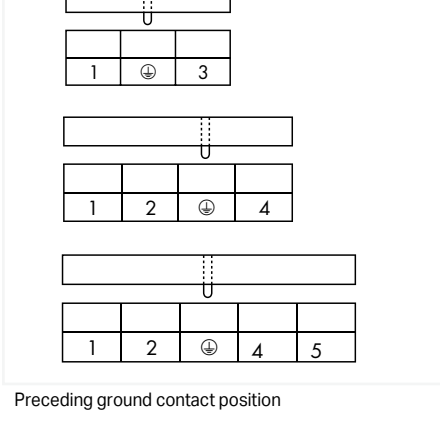 1 ⏚ 3
1 2 ⏚ 4
1 2 ⏚ 4 5
Preceding ground contact position